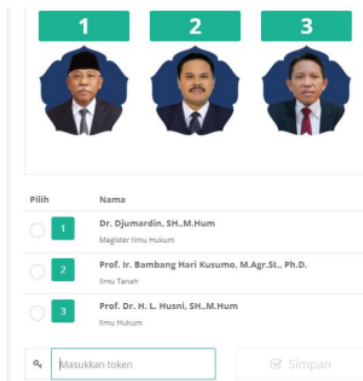 1 2 3
Pilih Nama
1 Dr. Djumardin, SH.,M.Hum
Magister Ilmu Hukum
2 Prof. Ir. Bambang Hari Kusumo, M.Agr.St., Ph.D.
Ilmu Tanah
3 Prof. Dr. H. L. Husni, SH.,M.Hum
Ilmu Hukum
Masukkan token Simpan